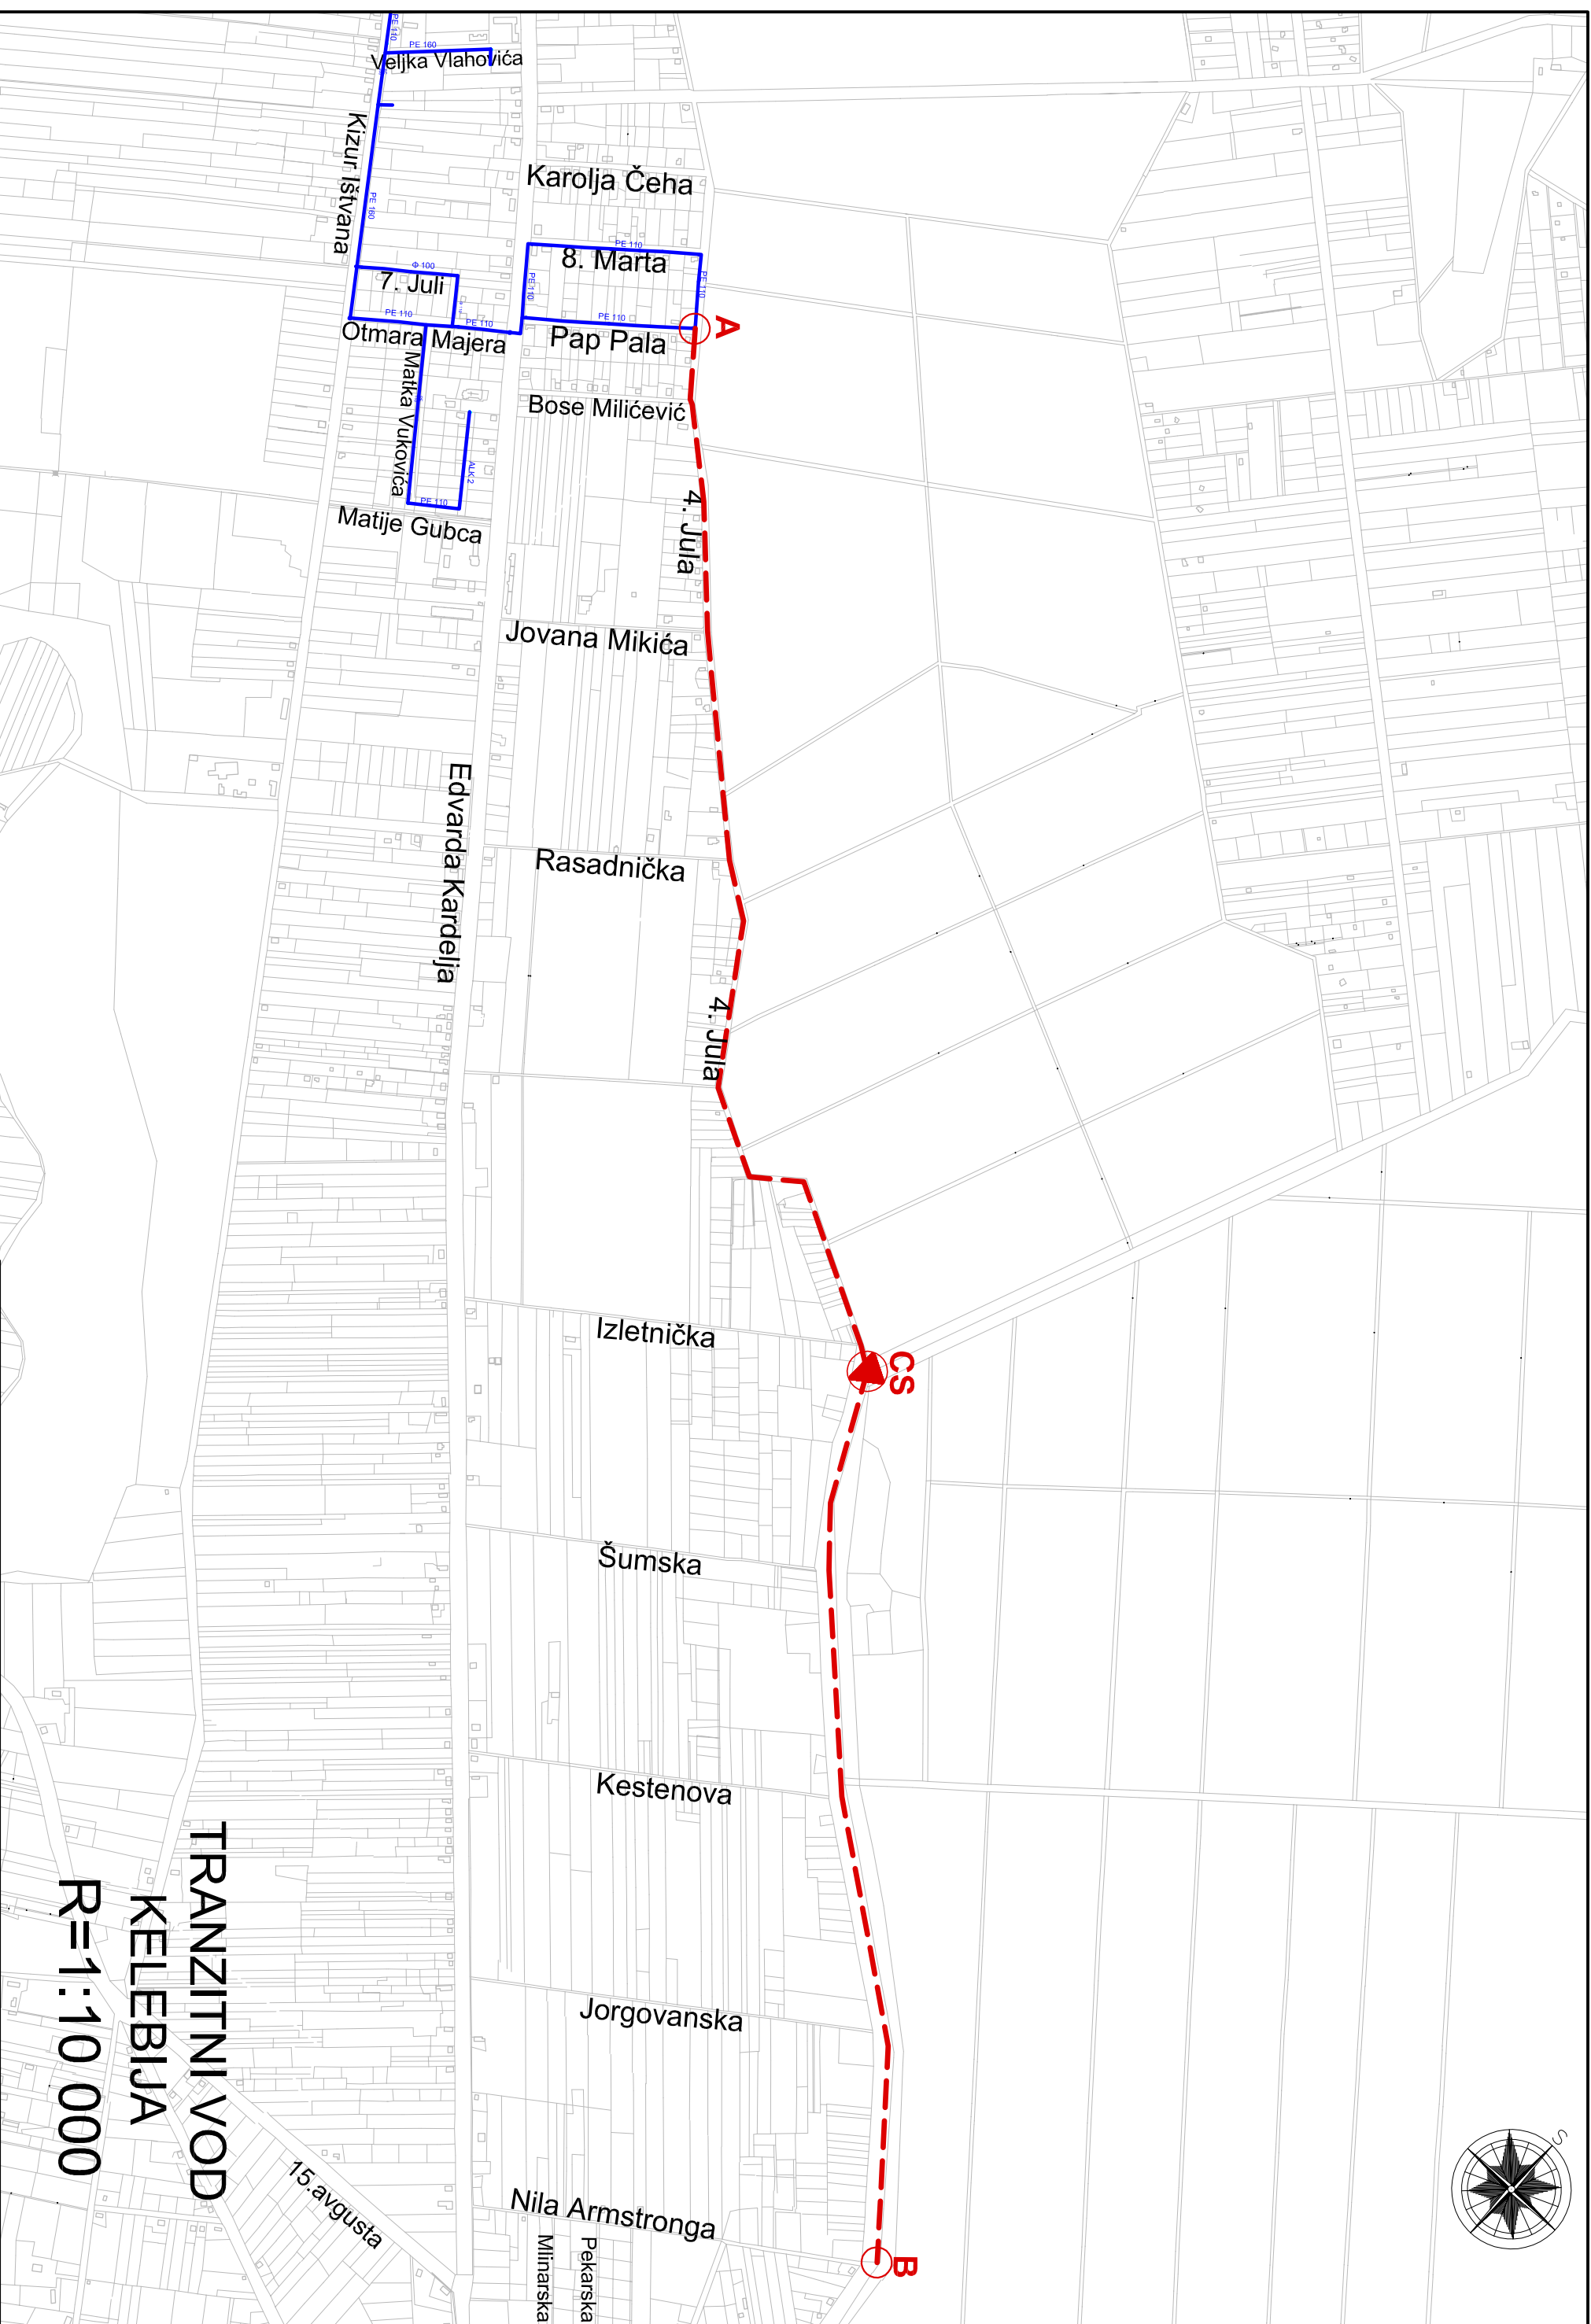 PE 110
PE 160
Veljka Vlahovića
Kizur Ištvana
PE 160
Karolja Čeha
PE 110
8. Marta
PE 110
PE 110
PE 110
Pap Pala
A
Φ 100
7. Juli
PE 110
PE 110
Otmara Majera
Matka Vukovića
Bose Milićević
ALK 2
PE 110
Matije Gubca
4. Jula
Jovana Mikića
Edvarda Kardelja
Rasadnička
4. Jula
Izletnička
CS
Šumska
Kestenova
Jorgovanska
TRANZITNI VOD
KELEBIJA
R=1:10 000
15.avgusta
Nila Armstronga
Mlinarska
Pekarska
B
S